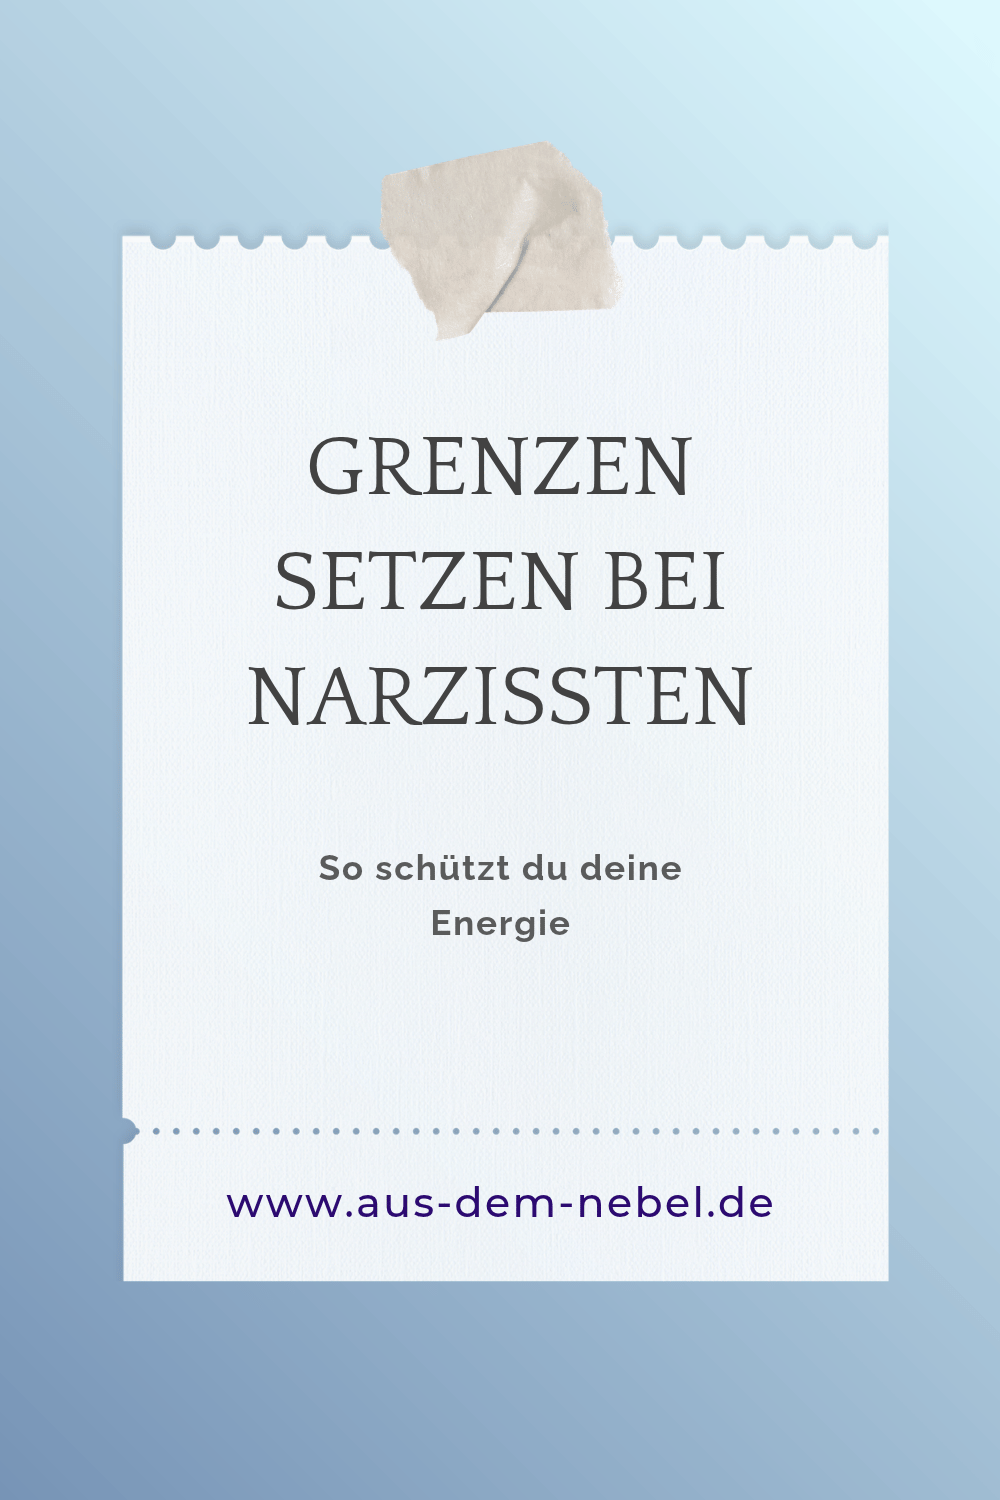 GRENZEN
SETZEN BEI
NARZISSTEN
So schützt du deine
Energie
www.aus-dem-nebel.de